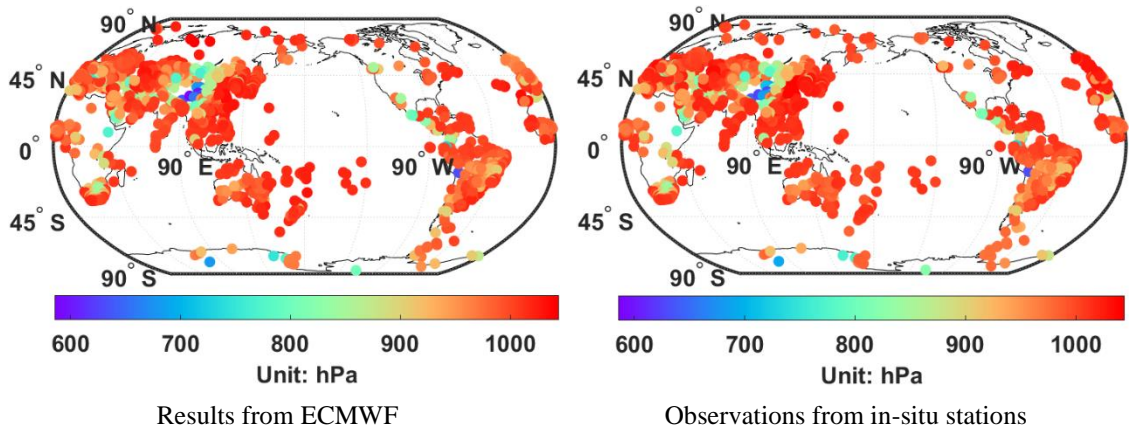 90° N
45° N
0°
90° E
90° W
45° S
90° S
600 700 800 900 1000
Unit: hPa
Results from ECMWF
90° N
45° N
0°
90° E
90° W
45° S
90° S
600 700 800 900 1000
Unit: hPa
Observations from in-situ stations